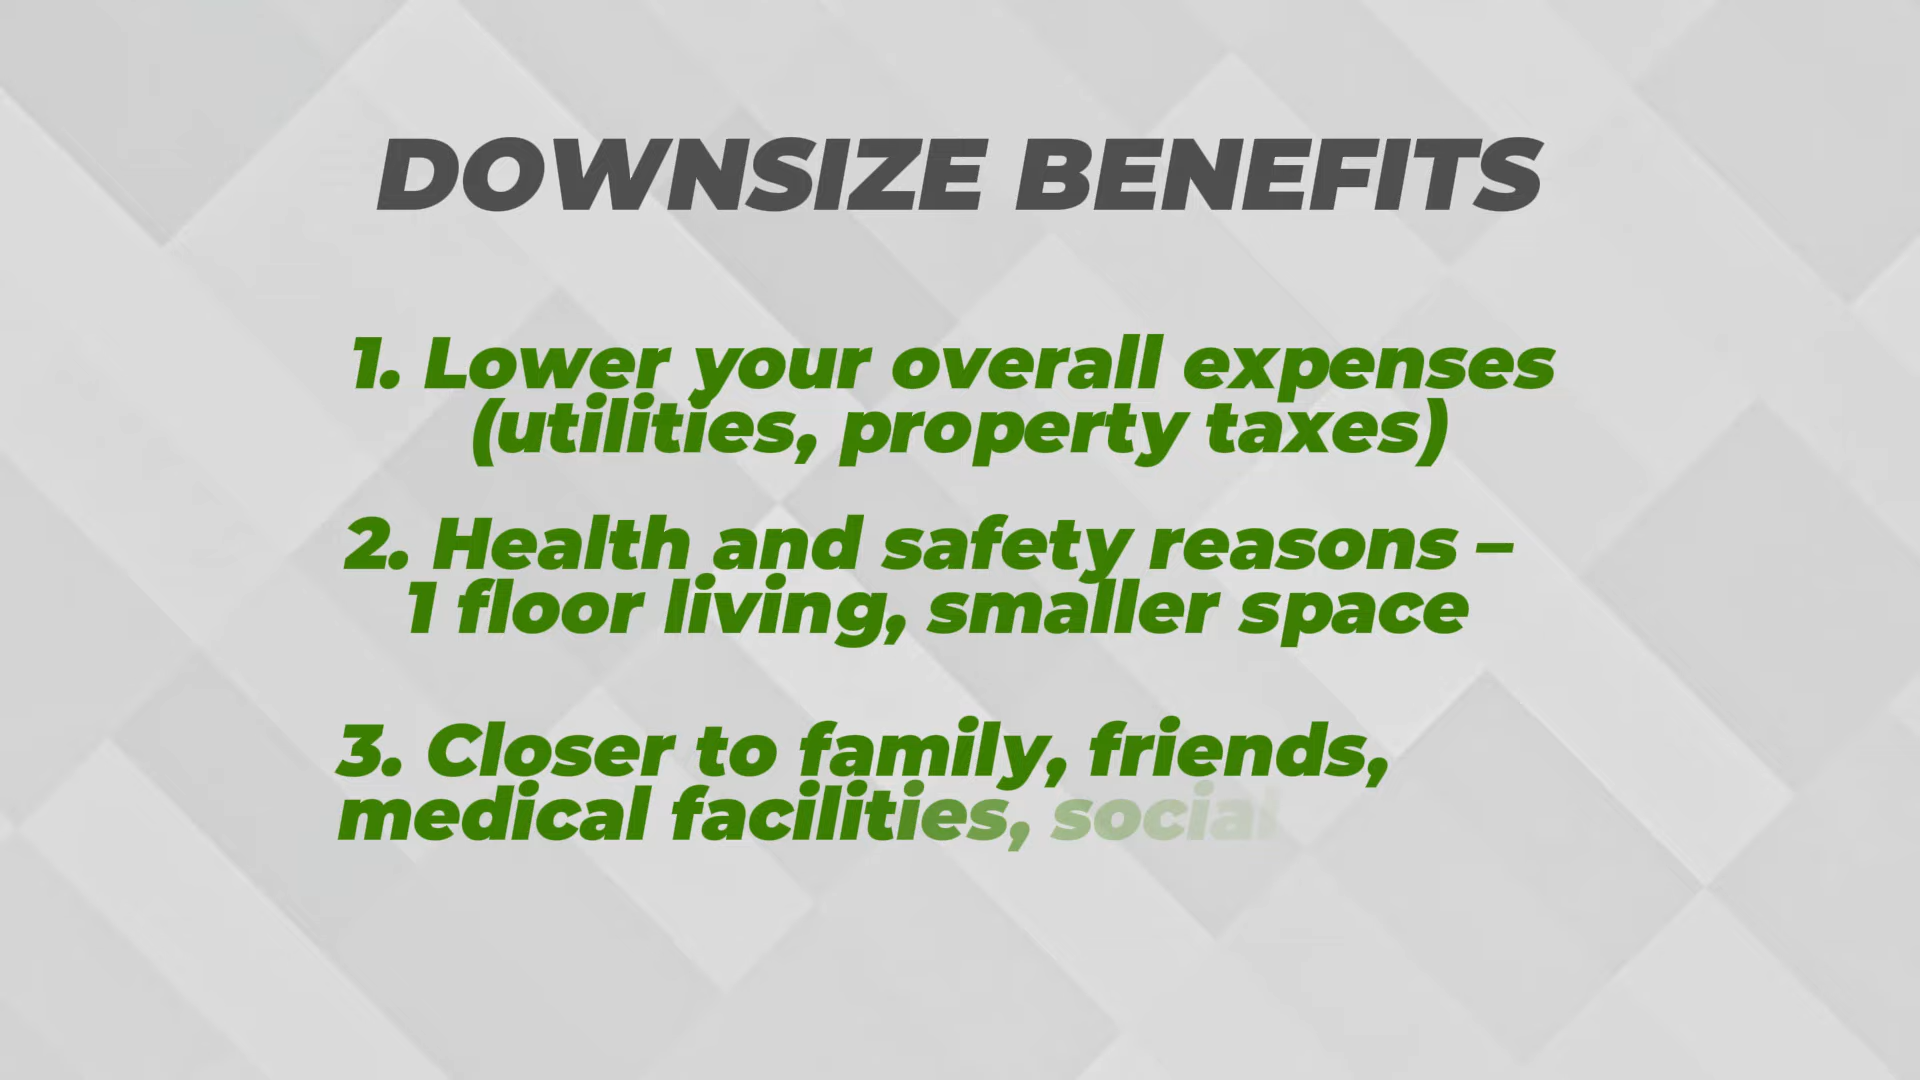 DOWNSIZE BENEFITS
1. Lower your overall expenses
(utilities, property taxes)
2. Health and safety reasons –
1 floor living, smaller space
3. Closer to family, friends,
medical facilities, social